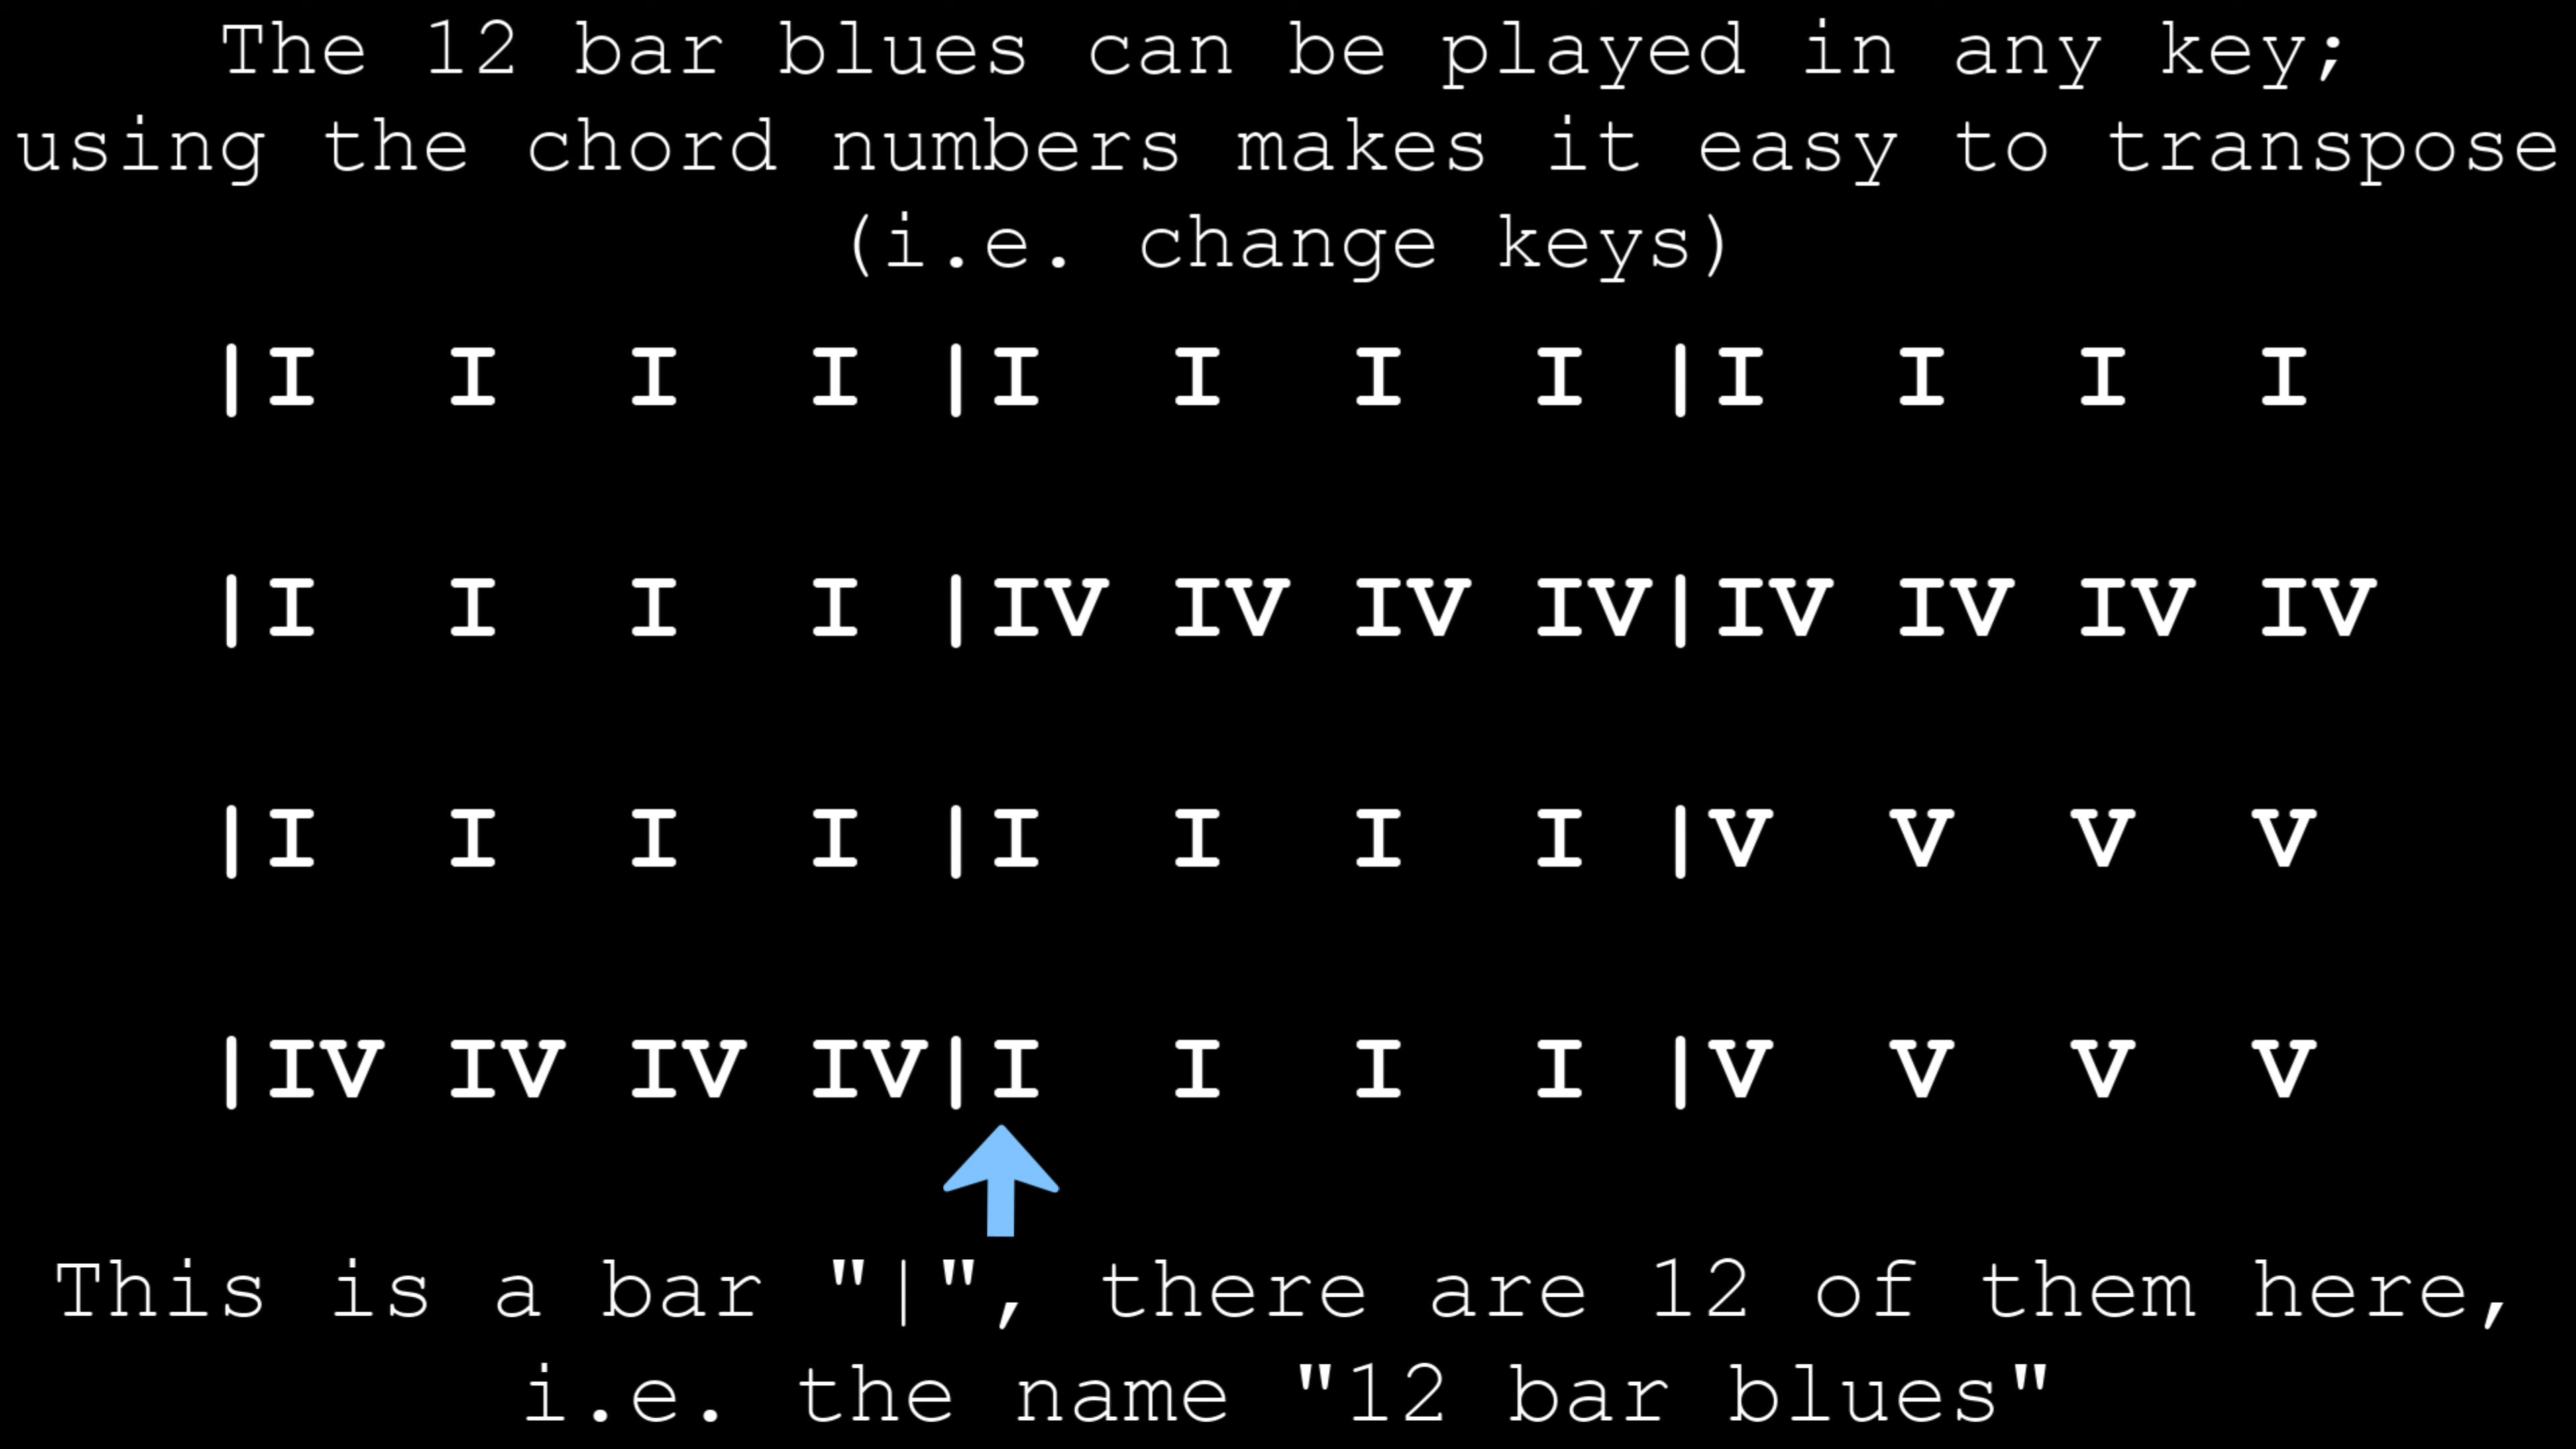 The 12 bar blues can be played in any key;
using the chord numbers makes it easy to transpose
(i.e. change keys)
|I I I I |I I I I |I I I I
|I I I I |IV IV IV IV|IV IV IV IV
|I I I I |I I I I |V V V V
|IV IV IV IV|I I I I |V V V V
This is a bar "|", there are 12 of them here,
i.e. the name "12 bar blues"